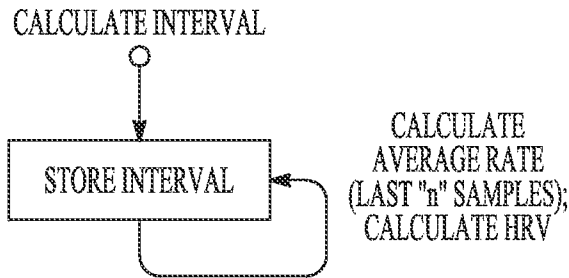 CALCULATE INTERVAL
STORE INTERVAL
CALCULATE
AVERAGE RATE
(LAST "n" SAMPLES);
CALCULATE HRV